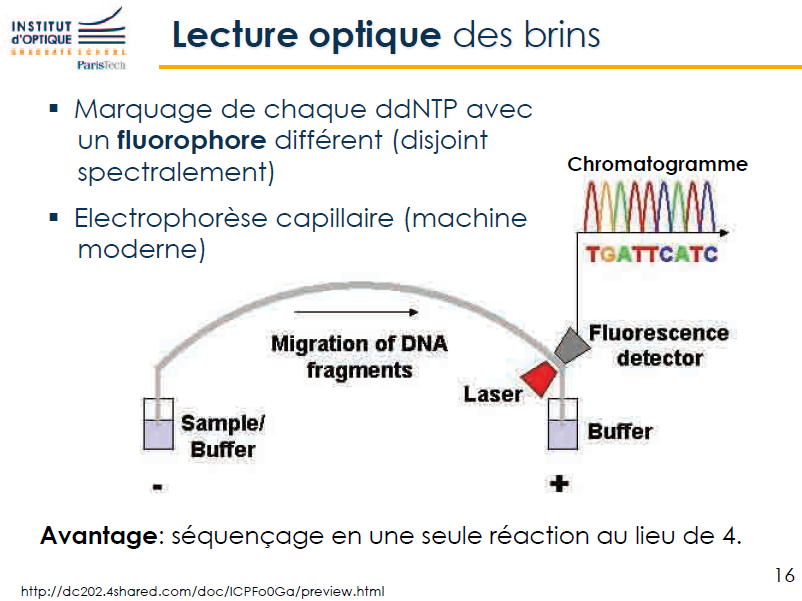 INSTITUT
d'OPTIQUE
GRADUATE SCHOOL
ParisTech
Lecture optique des brins
▪ Marquage de chaque ddNTP avec
un fluorophore différent (disjoint
spectralement)
▪ Electrophorèse capillaire (machine
moderne)
Chromatogramme
TGATTCATC
Migration of DNA
fragments
Fluorescence
detector
Laser
Sample/
Buffer
Buffer
-
+
Avantage: séquençage en une seule réaction au lieu de 4.
16
http://dc202.4shared.com/doc/ICPFo0Ga/preview.html